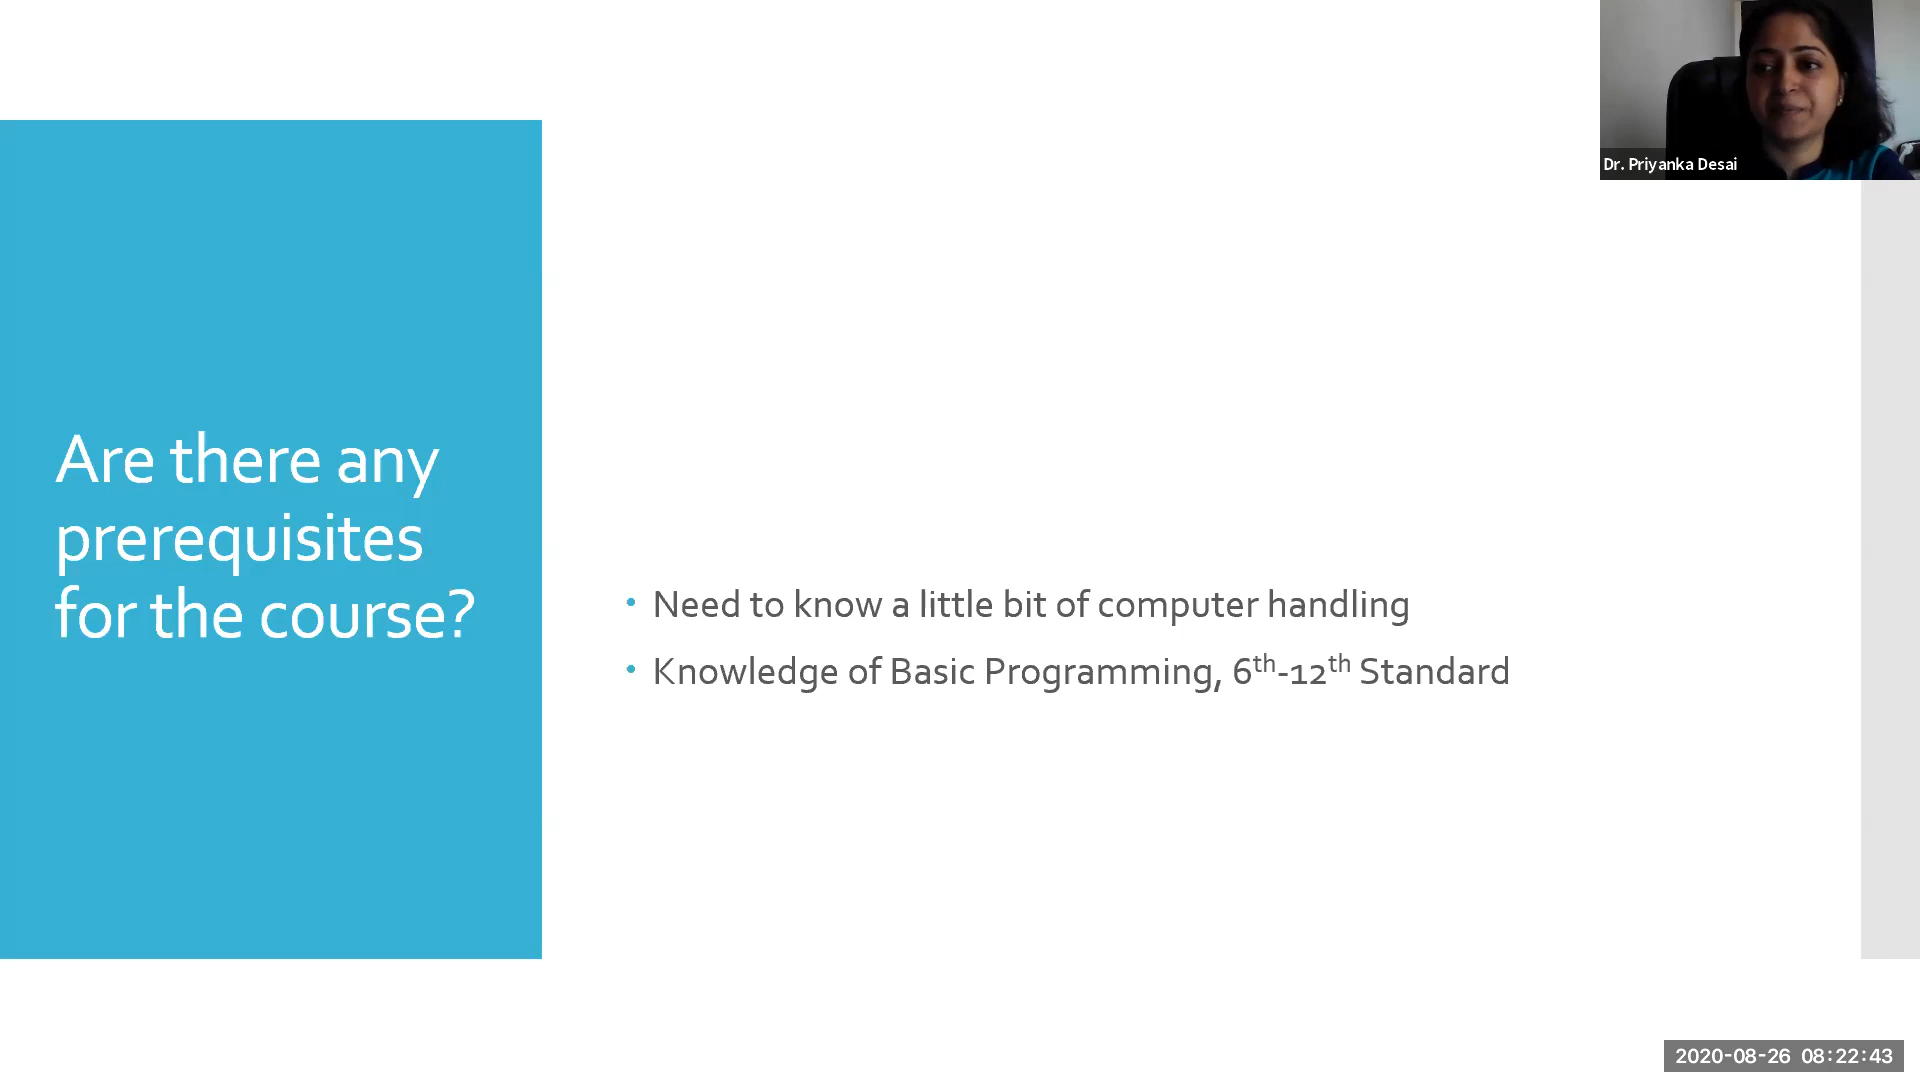 Dr. Priyanka Desai
Are there any
prerequisites
for the course?
• Need to know a little bit of computer handling
• Knowledge of Basic Programming, 6th-12th Standard
2020-08-26 08:22:43